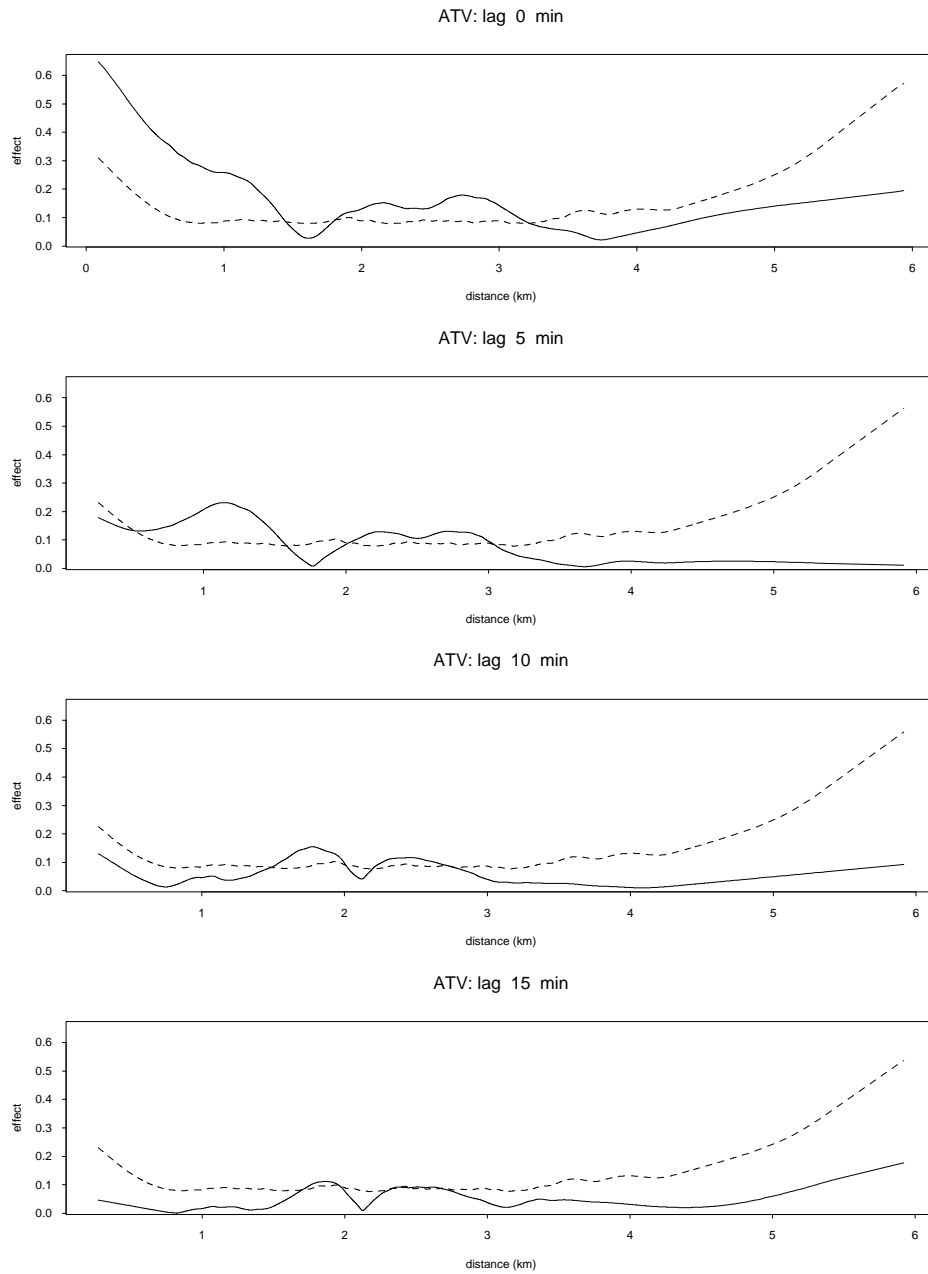 ATV: lag 0 min
effect
0.6
0.5
0.4
0.3
0.2
0.1
0.0
0 1 2 3 4 5 6
distance (km)
ATV: lag 5 min
effect
0.6
0.5
0.4
0.3
0.2
0.1
0.0
1 2 3 4 5 6
distance (km)
ATV: lag 10 min
effect
0.6
0.5
0.4
0.3
0.2
0.1
0.0
1 2 3 4 5 6
distance (km)
ATV: lag 15 min
effect
0.6
0.5
0.4
0.3
0.2
0.1
0.0
1 2 3 4 5 6
distance (km)